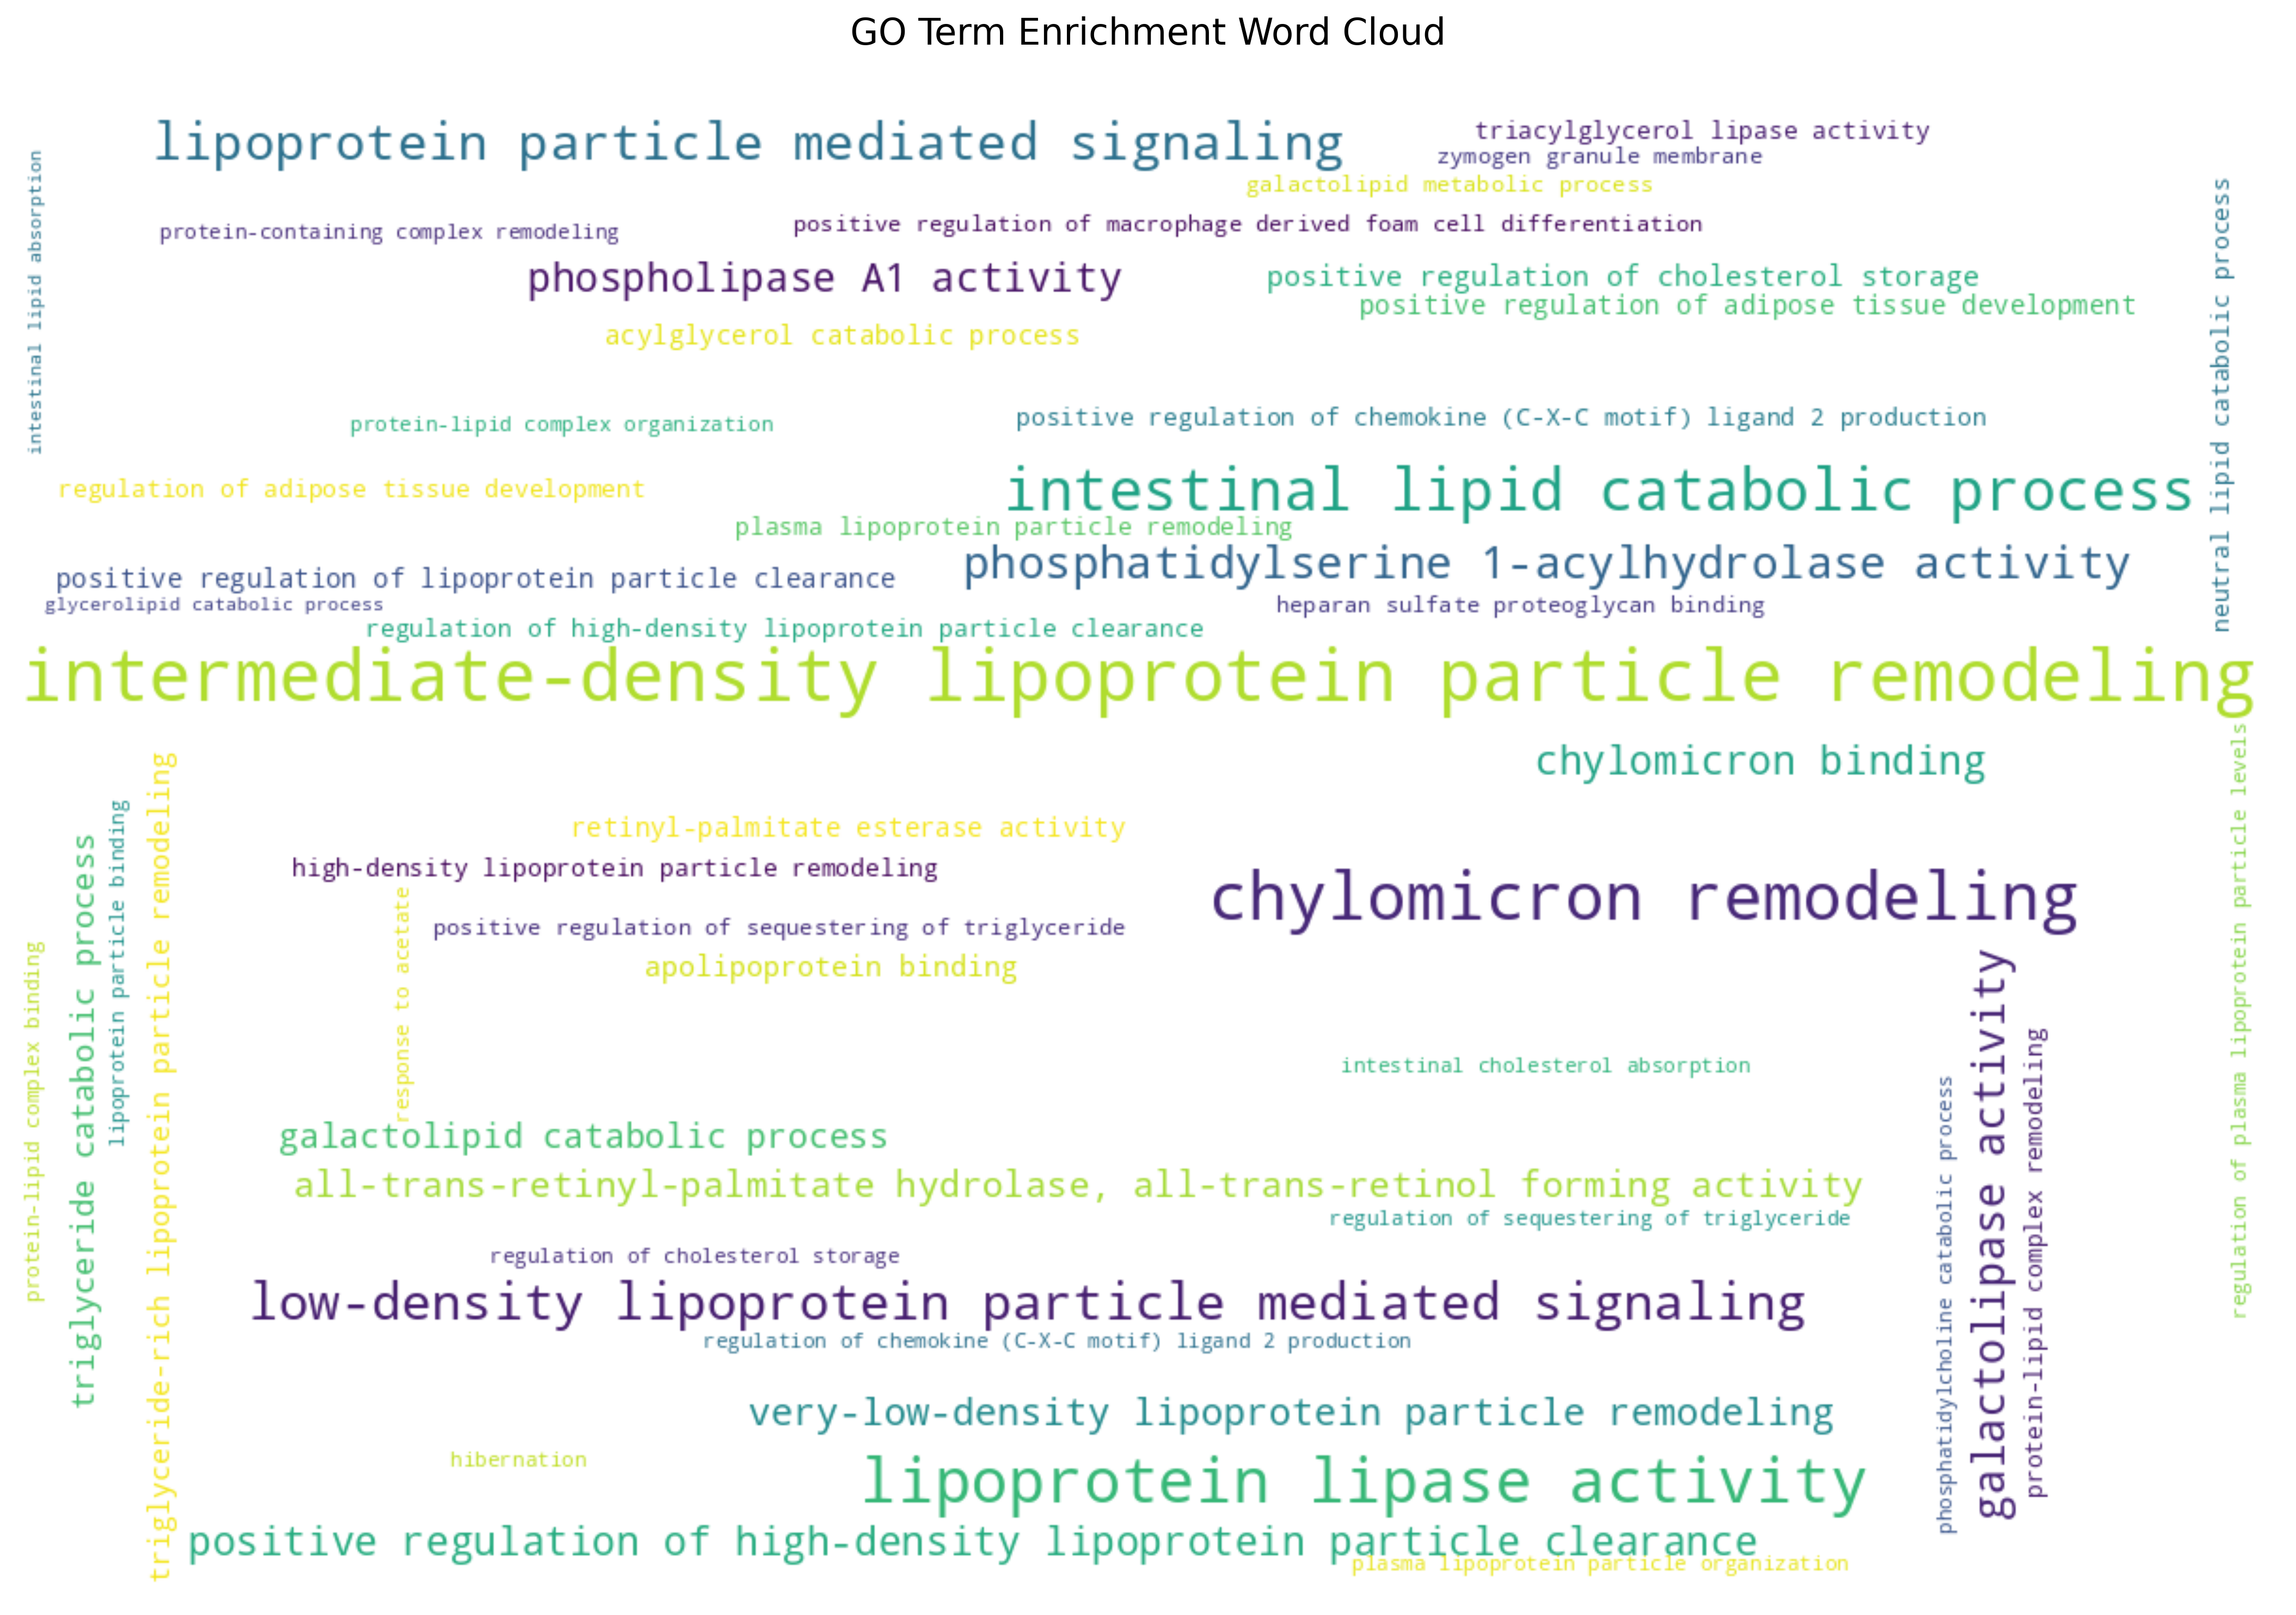 GO Term Enrichment Word Cloud
lipoprotein particle mediated signaling
triacylglycerol lipase activity
zymogen granule membrane
intestinal lipid absorption
galactolipid metabolic process
neutral lipid catabolic process
protein-containing complex remodeling
positive regulation of macrophage derived foam cell differentiation
phospholipase A1 activity
positive regulation of cholesterol storage
positive regulation of adipose tissue development
acylglycerol catabolic process
protein-lipid complex organization
positive regulation of chemokine (C-X-C motif) ligand 2 production
regulation of adipose tissue development
intestinal lipid catabolic process
plasma lipoprotein particle remodeling
phosphatidylserine 1-acylhydrolase activity
positive regulation of lipoprotein particle clearance
glycerolipid catabolic process
heparan sulfate proteoglycan binding
regulation of high-density lipoprotein particle clearance
intermediate-density lipoprotein particle remodeling
regulation of plasma lipoprotein particle levels
chylomicron binding
triglyceride-rich lipoprotein particle remodeling
lipoprotein particle binding
triglyceride catabolic process
protein-lipid complex binding
retinyl-palmitate esterase activity
high-density lipoprotein particle remodeling
chylomicron remodeling
response to acetate
positive regulation of sequestering of triglyceride
apolipoprotein binding
galactolipase activity
protein-lipid complex remodeling
intestinal cholesterol absorption
phosphatidylcholine catabolic process
galactolipid catabolic process
all-trans-retinyl-palmitate hydrolase, all-trans-retinol forming activity
regulation of sequestering of triglyceride
regulation of cholesterol storage
low-density lipoprotein particle mediated signaling
regulation of chemokine (C-X-C motif) ligand 2 production
very-low-density lipoprotein particle remodeling
hibernation
lipoprotein lipase activity
positive regulation of high-density lipoprotein particle clearance
plasma lipoprotein particle organization